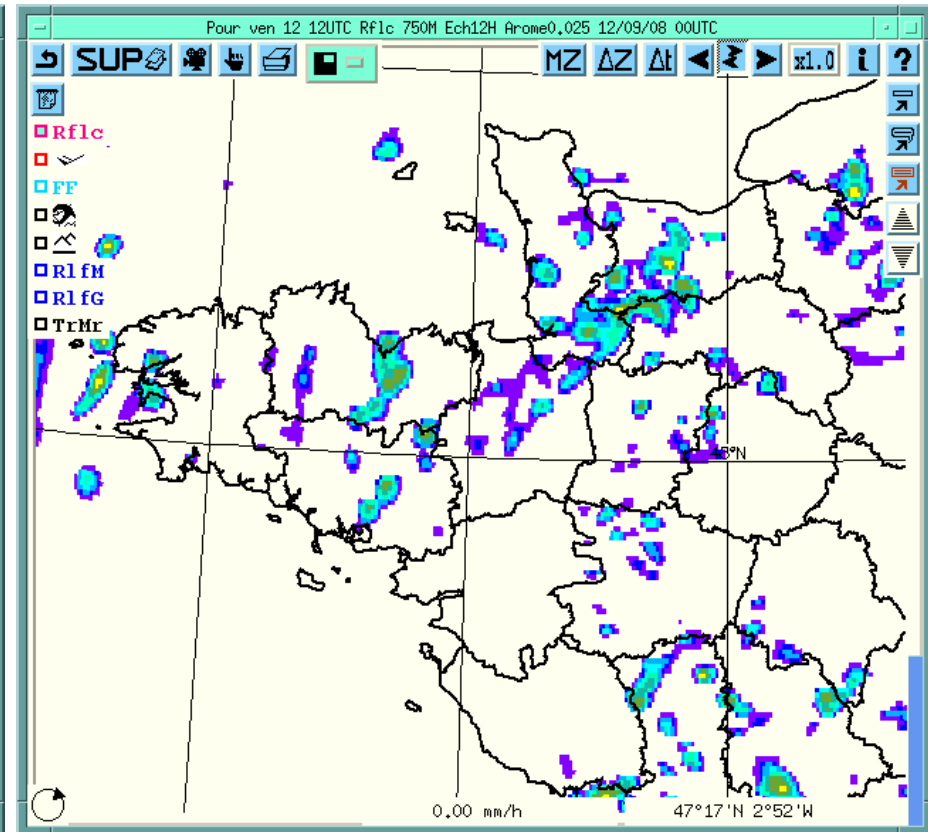 Pour ven 12 12UTC Rflc 750M Ech12H Arome0.025 12/09/08 00UTC
SUP MZ ΔZ Δt x1.0 i ?
Rflc
FF
RlfM
RlfG
TrMr
48°N
0.00 mm/h 47°17'N 2°52'W